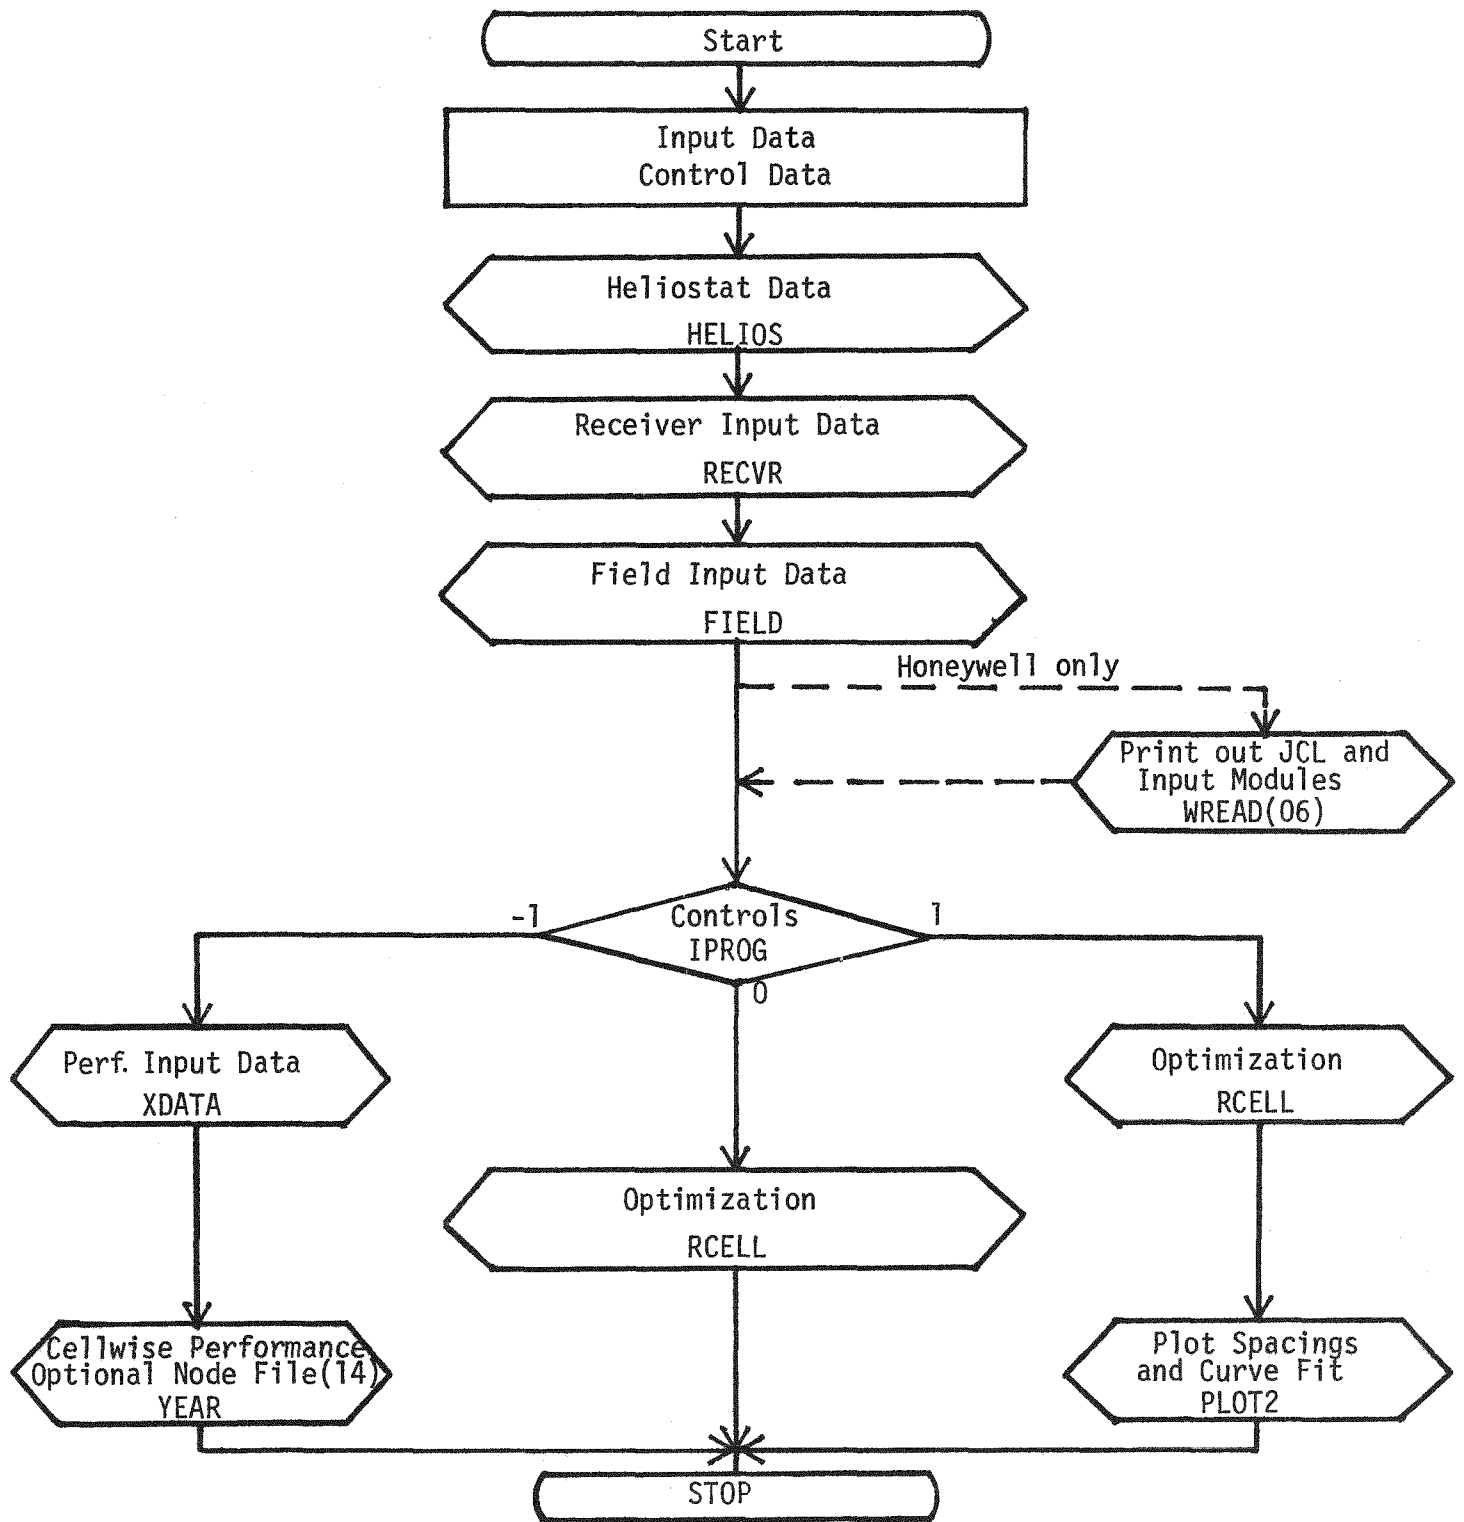 Start
Input Data
Control Data
Heliostat Data
HELIOS
Receiver Input Data
RECVR
Field Input Data
FIELD
Honeywell only
Print out JCL and
Input Modules
WREAD(06)
-1
Controls
IPROG
1
0
Perf. Input Data
XDATA
Optimization
RCELL
Optimization
RCELL
Cellwise Performance
Optional Node File(14)
YEAR
Plot Spacings
and Curve Fit
PLOT2
STOP